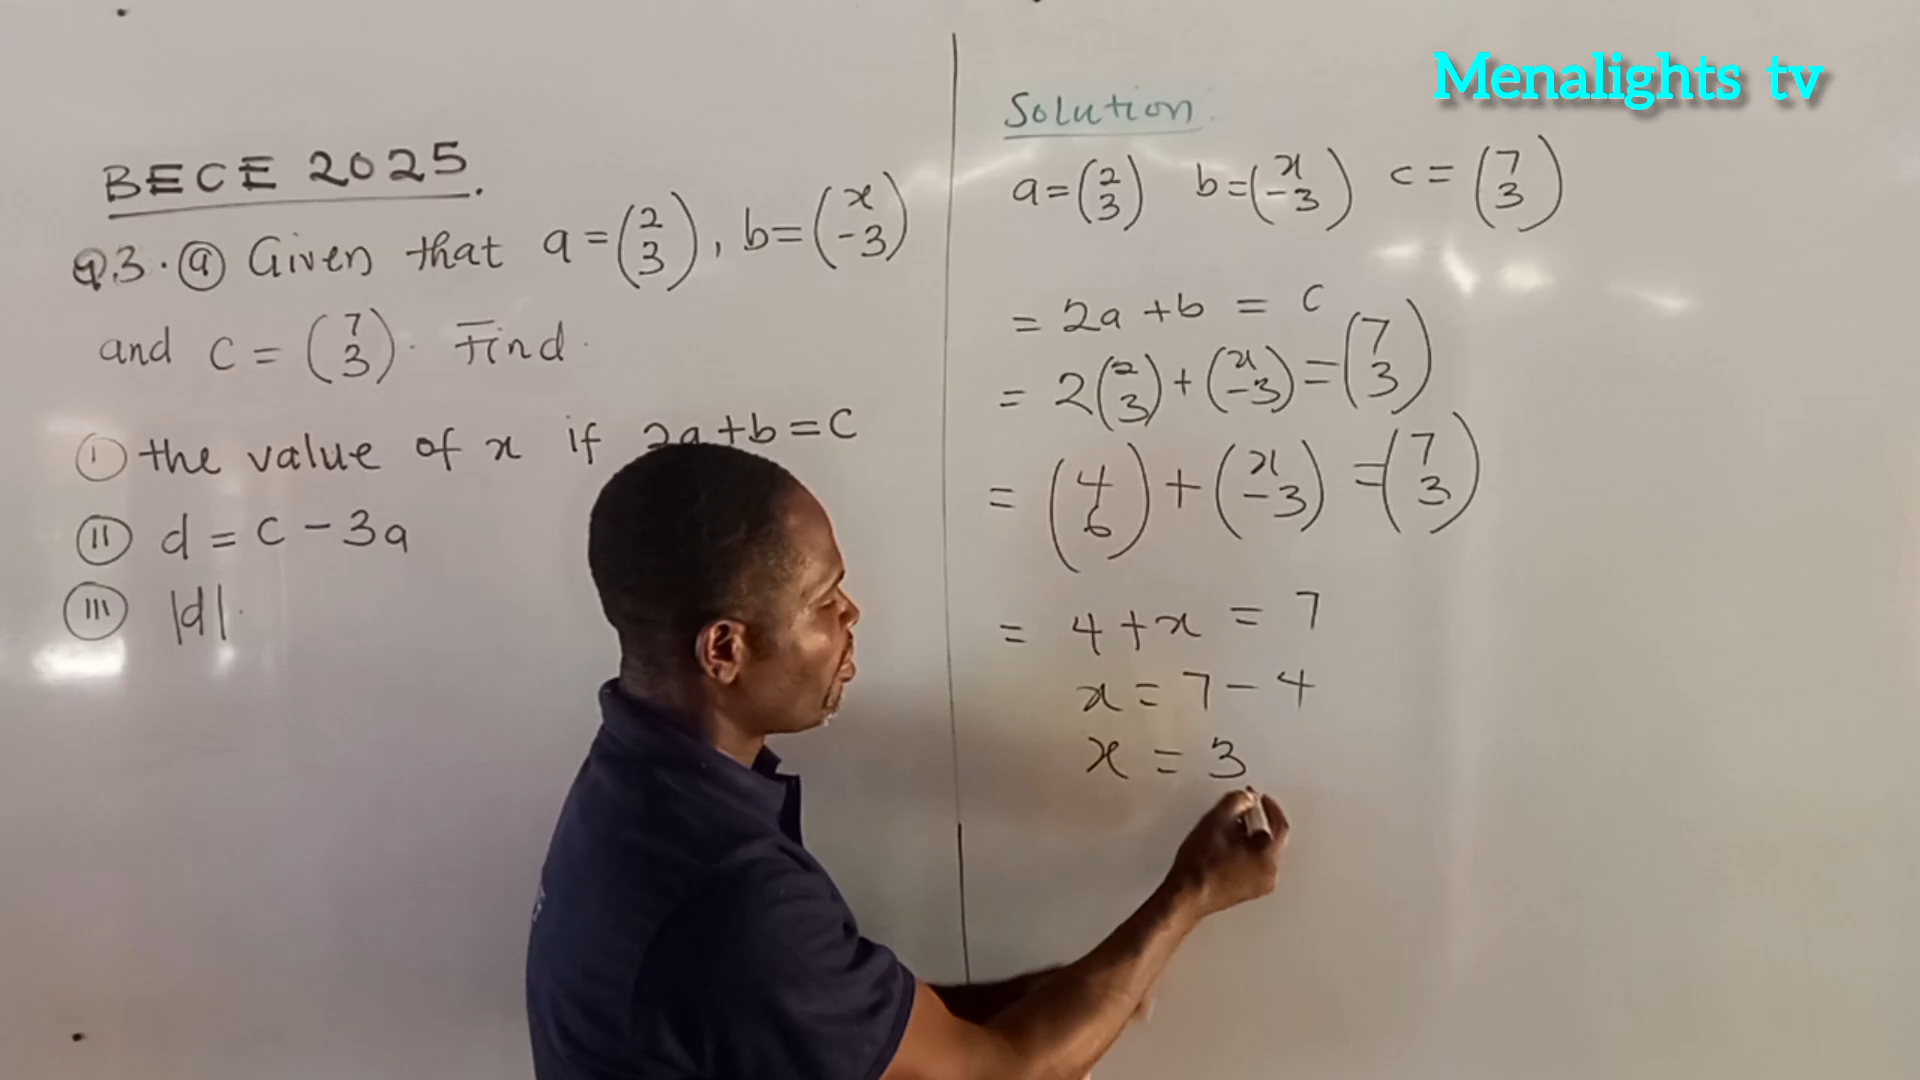 BECE 2025.
Q.3. (a) Given that a = (2 3), b = (x -3)
and c = (7 3). Find.
(i) the value of x if 2a+b = c
(ii) d = c - 3a
(iii) |d|.
Menalights tv
Solution:
a = (2 3) b = (x -3) c = (7 3)
= 2a + b = c
= 2(2 3) + (x -3) = (7 3)
= (4 6) + (x -3) = (7 3)
= 4 + x = 7
x = 7 - 4
x = 3